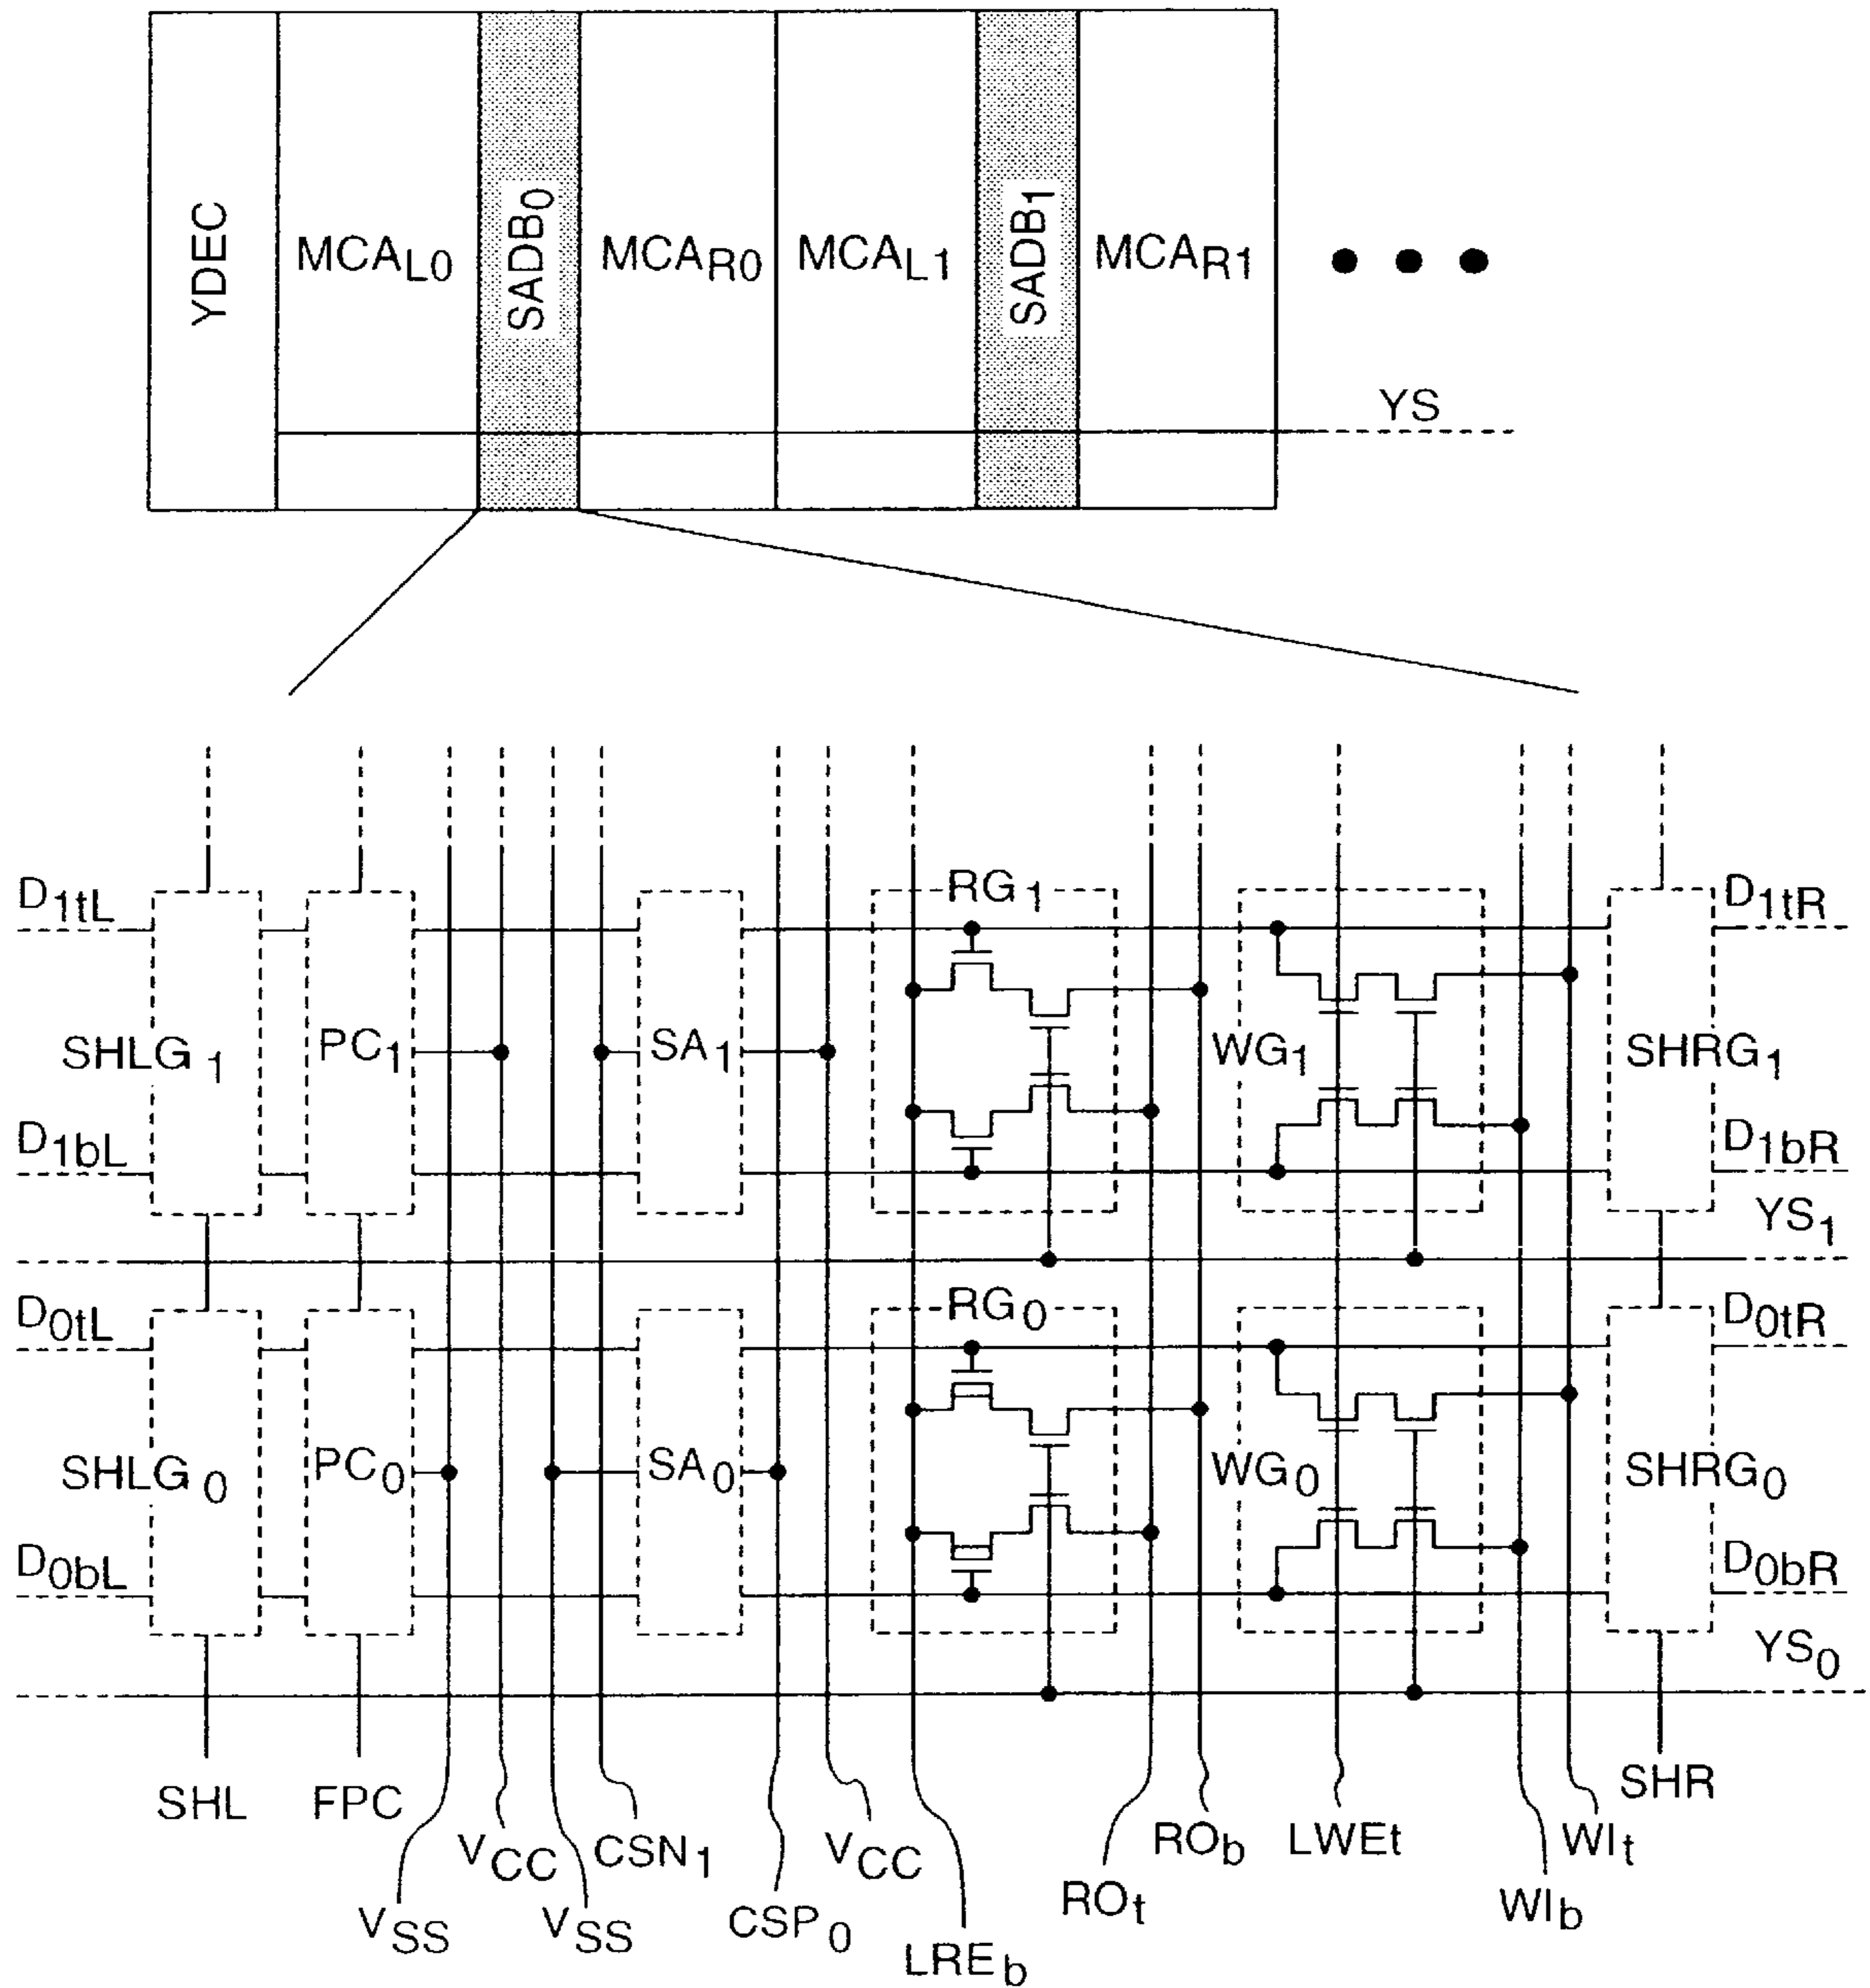 YDEC
MCAL0
SADB0
MCAR0
MCAL1
SADB1
MCAR1
YS
D1tL
RG1
D1tR
SHLG1
PC1
SA1
WG1
SHRG1
D1bL
D1bR
YS1
D0tL
RG0
D0tR
SHLG0
PC0
SA0
WG0
SHRG0
D0bL
D0bR
YS0
SHL
FPC
VSS
VCC
VSS
CSN1
CSP0
VCC
LREb
ROt
ROb
LWEt
WIb
WIt
SHR